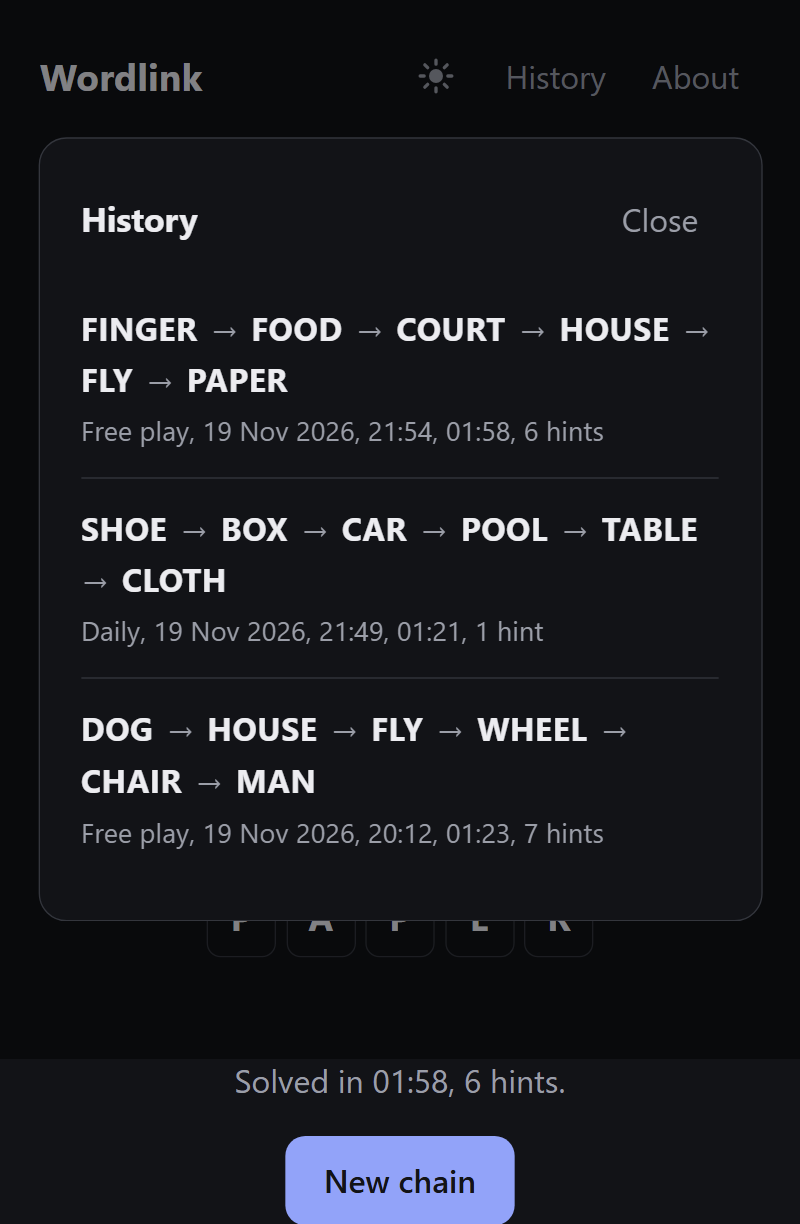 Wordlink History About
History Close
FINGER → FOOD → COURT → HOUSE →
FLY → PAPER
Free play, 19 Nov 2026, 21:54, 01:58, 6 hints
SHOE → BOX → CAR → POOL → TABLE
→ CLOTH
Daily, 19 Nov 2026, 21:49, 01:21, 1 hint
DOG → HOUSE → FLY → WHEEL →
CHAIR → MAN
Free play, 19 Nov 2026, 20:12, 01:23, 7 hints
P A P E R
Solved in 01:58, 6 hints.
New chain